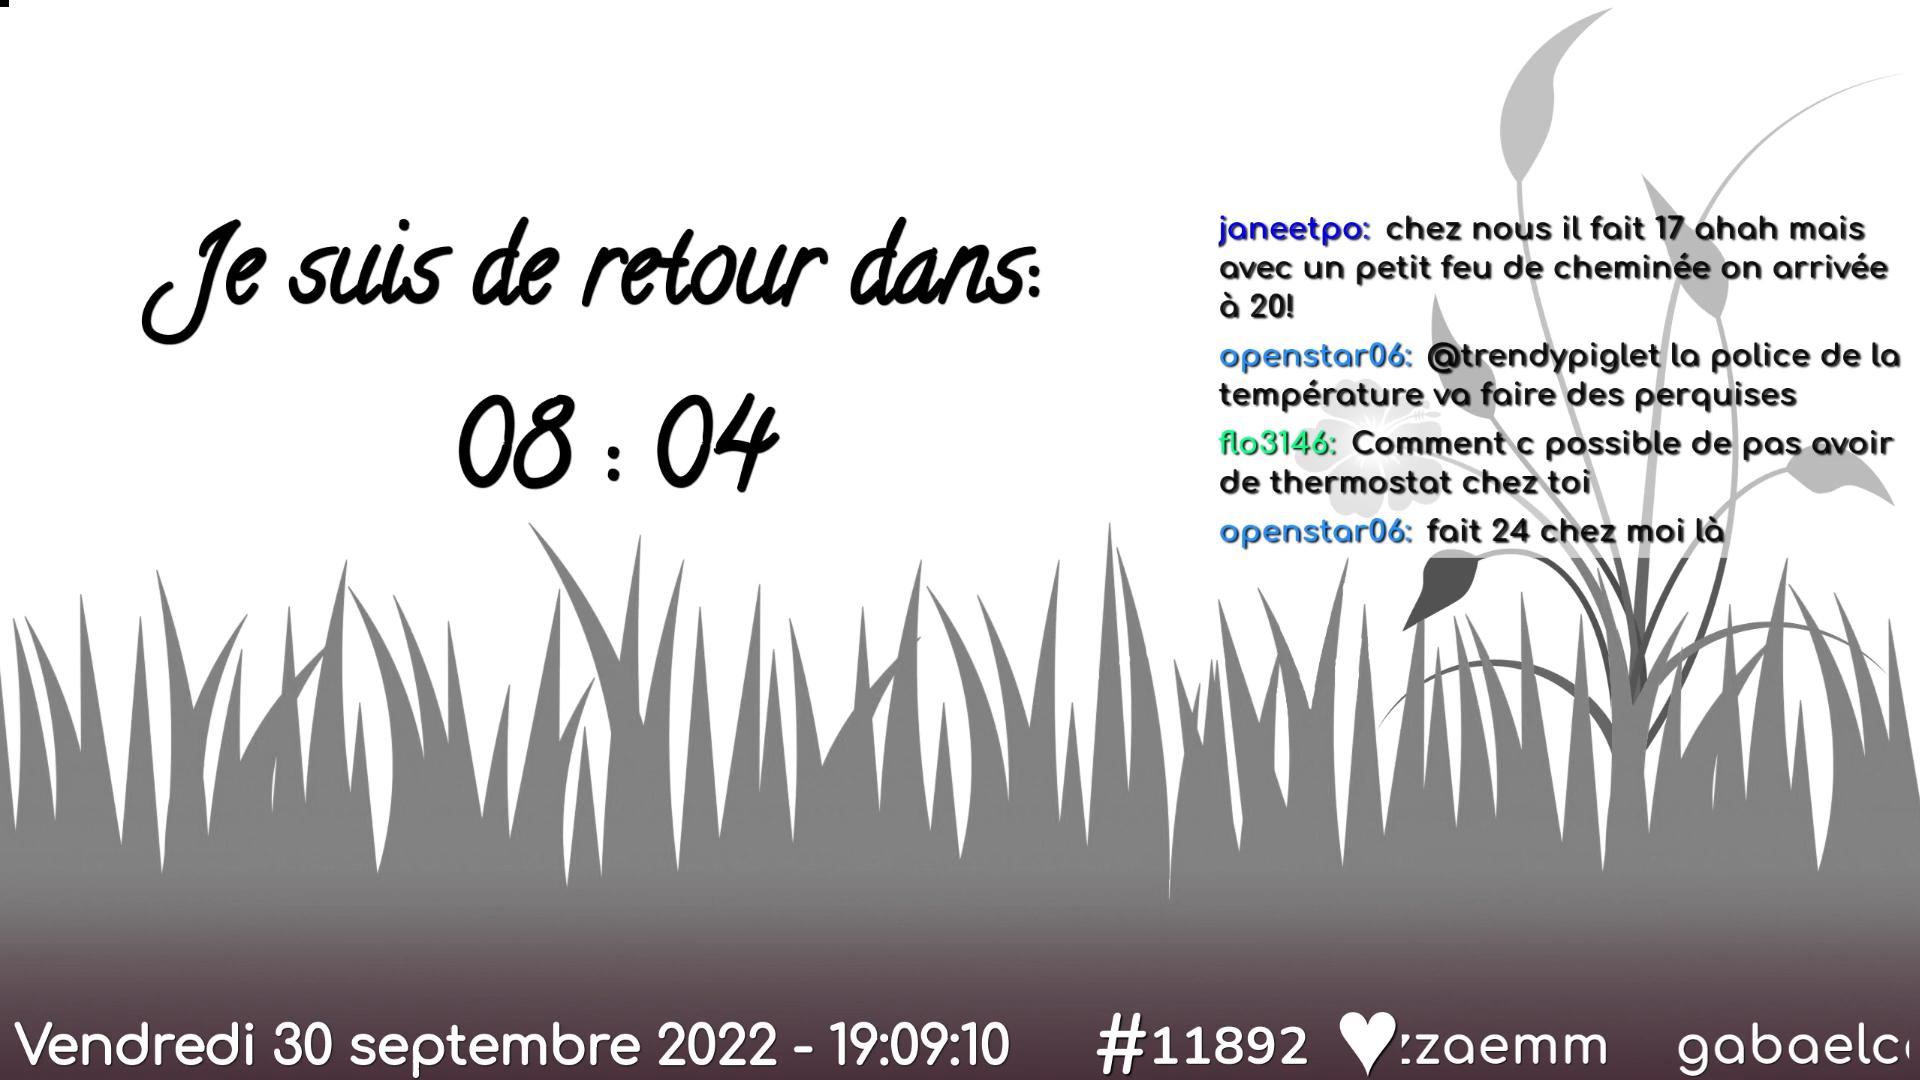 Je suis de retour dans:
08 : 04
janeetpo: chez nous il fait 17 ahah mais
avec un petit feu de cheminée on arrivée
à 20!
openstar06: @trendypiglet la police de la
température va faire des perquises
flo3146: Comment c possible de pas avoir
de thermostat chez toi
openstar06: fait 24 chez moi là
Vendredi 30 septembre 2022 - 19:09:10 #11892